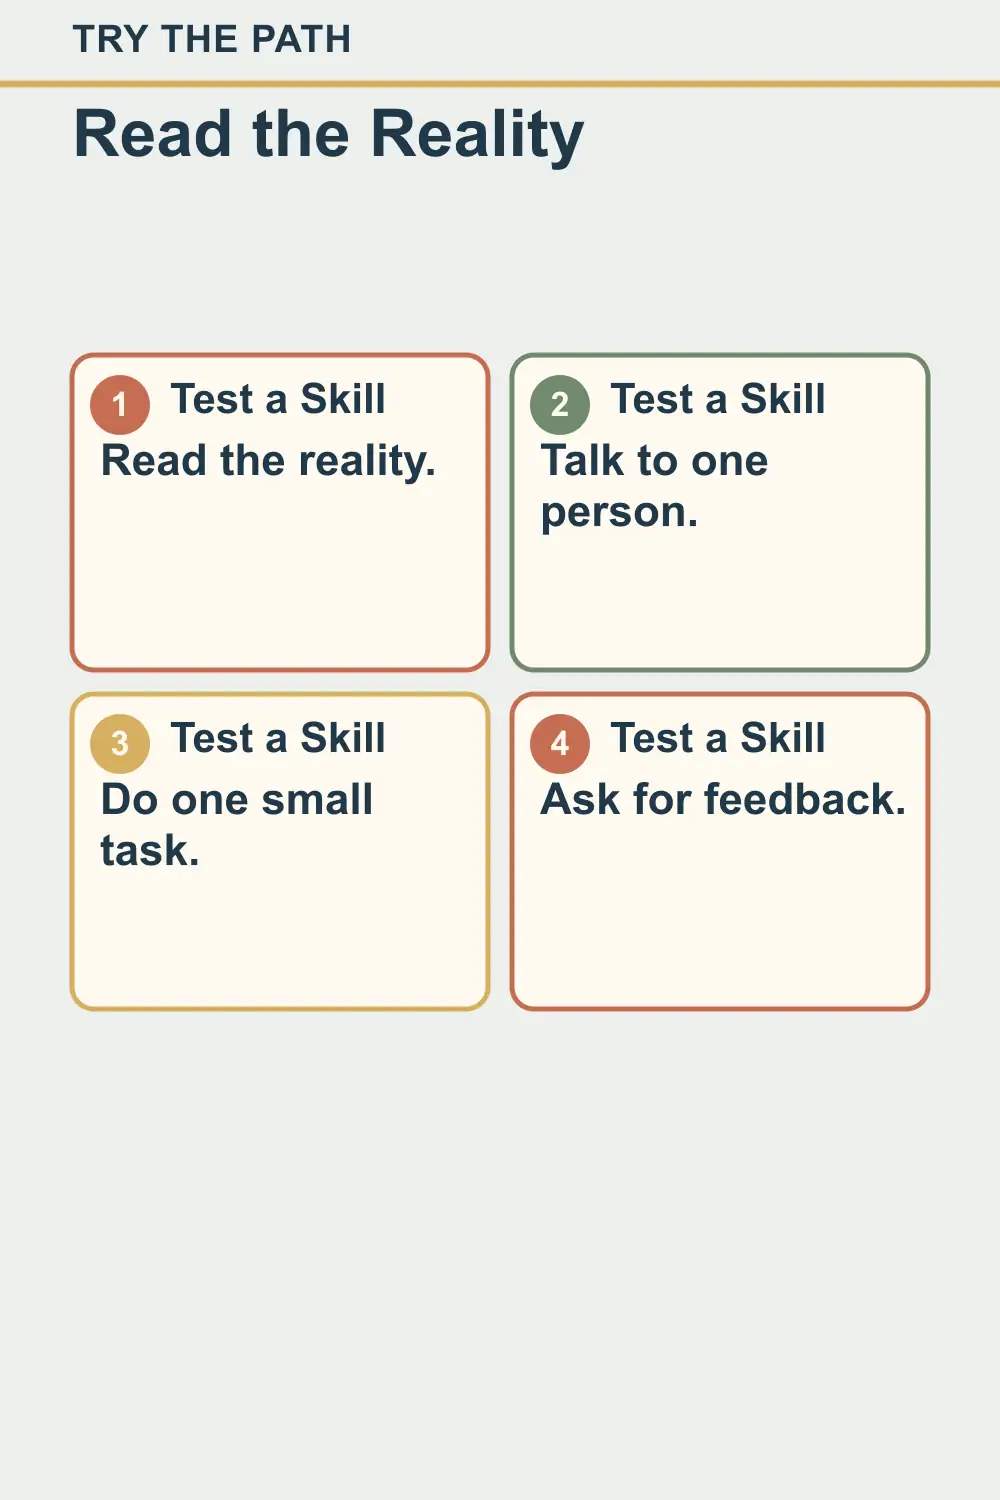 TRY THE PATH
Read the Reality
1 Test a Skill
Read the reality.
2 Test a Skill
Talk to one
person.
3 Test a Skill
Do one small
task.
4 Test a Skill
Ask for feedback.